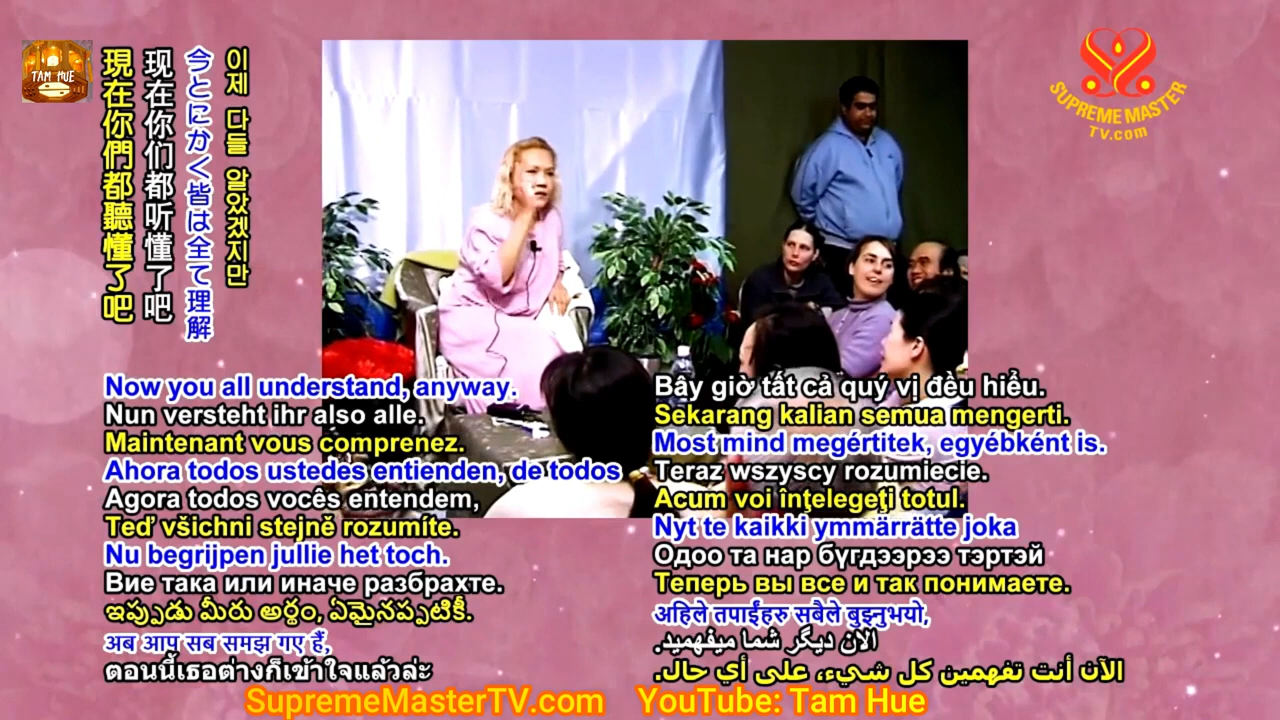 TAM HUE
現在你們都聽懂了吧
现在你们都听懂了吧
今とにかく皆は全て理解
이제 다들 알았겠지만
SUPREME MASTER
TV.com
Now you all understand, anyway.
Nun versteht ihr also alle.
Maintenant vous comprenez.
Ahora todos ustedes entienden, de todos
Agora todos vocês entendem,
Teď všichni stejně rozumíte.
Nu begrijpen jullie het toch.
Вие така или иначе разбрахте.
ఇప్పుడు మీరు అర్థం, ఏమైనప్పటికీ.
अब आप सब समझ गए हैं,
ตอนนี้เธอต่างก็เข้าใจแล้วล่ะ
Bây giờ tất cả quý vị đều hiểu.
Sekarang kalian semua mengerti.
Most mind megértitek, egyébként is.
Teraz wszyscy rozumiecie.
Acum voi înţelegeţi totul.
Nyt te kaikki ymmärrätte joka
Одоо та нар бүгдээрээ тэртэй
Теперь вы все и так понимаете.
अहिले तपाईंहरु सबैले बुझ्नुभयो,
الان دیگر شما میفهمید.
الآن أنت تفهمين كل شيء، على أي حال.
SupremeMasterTV.com YouTube: Tam Hue